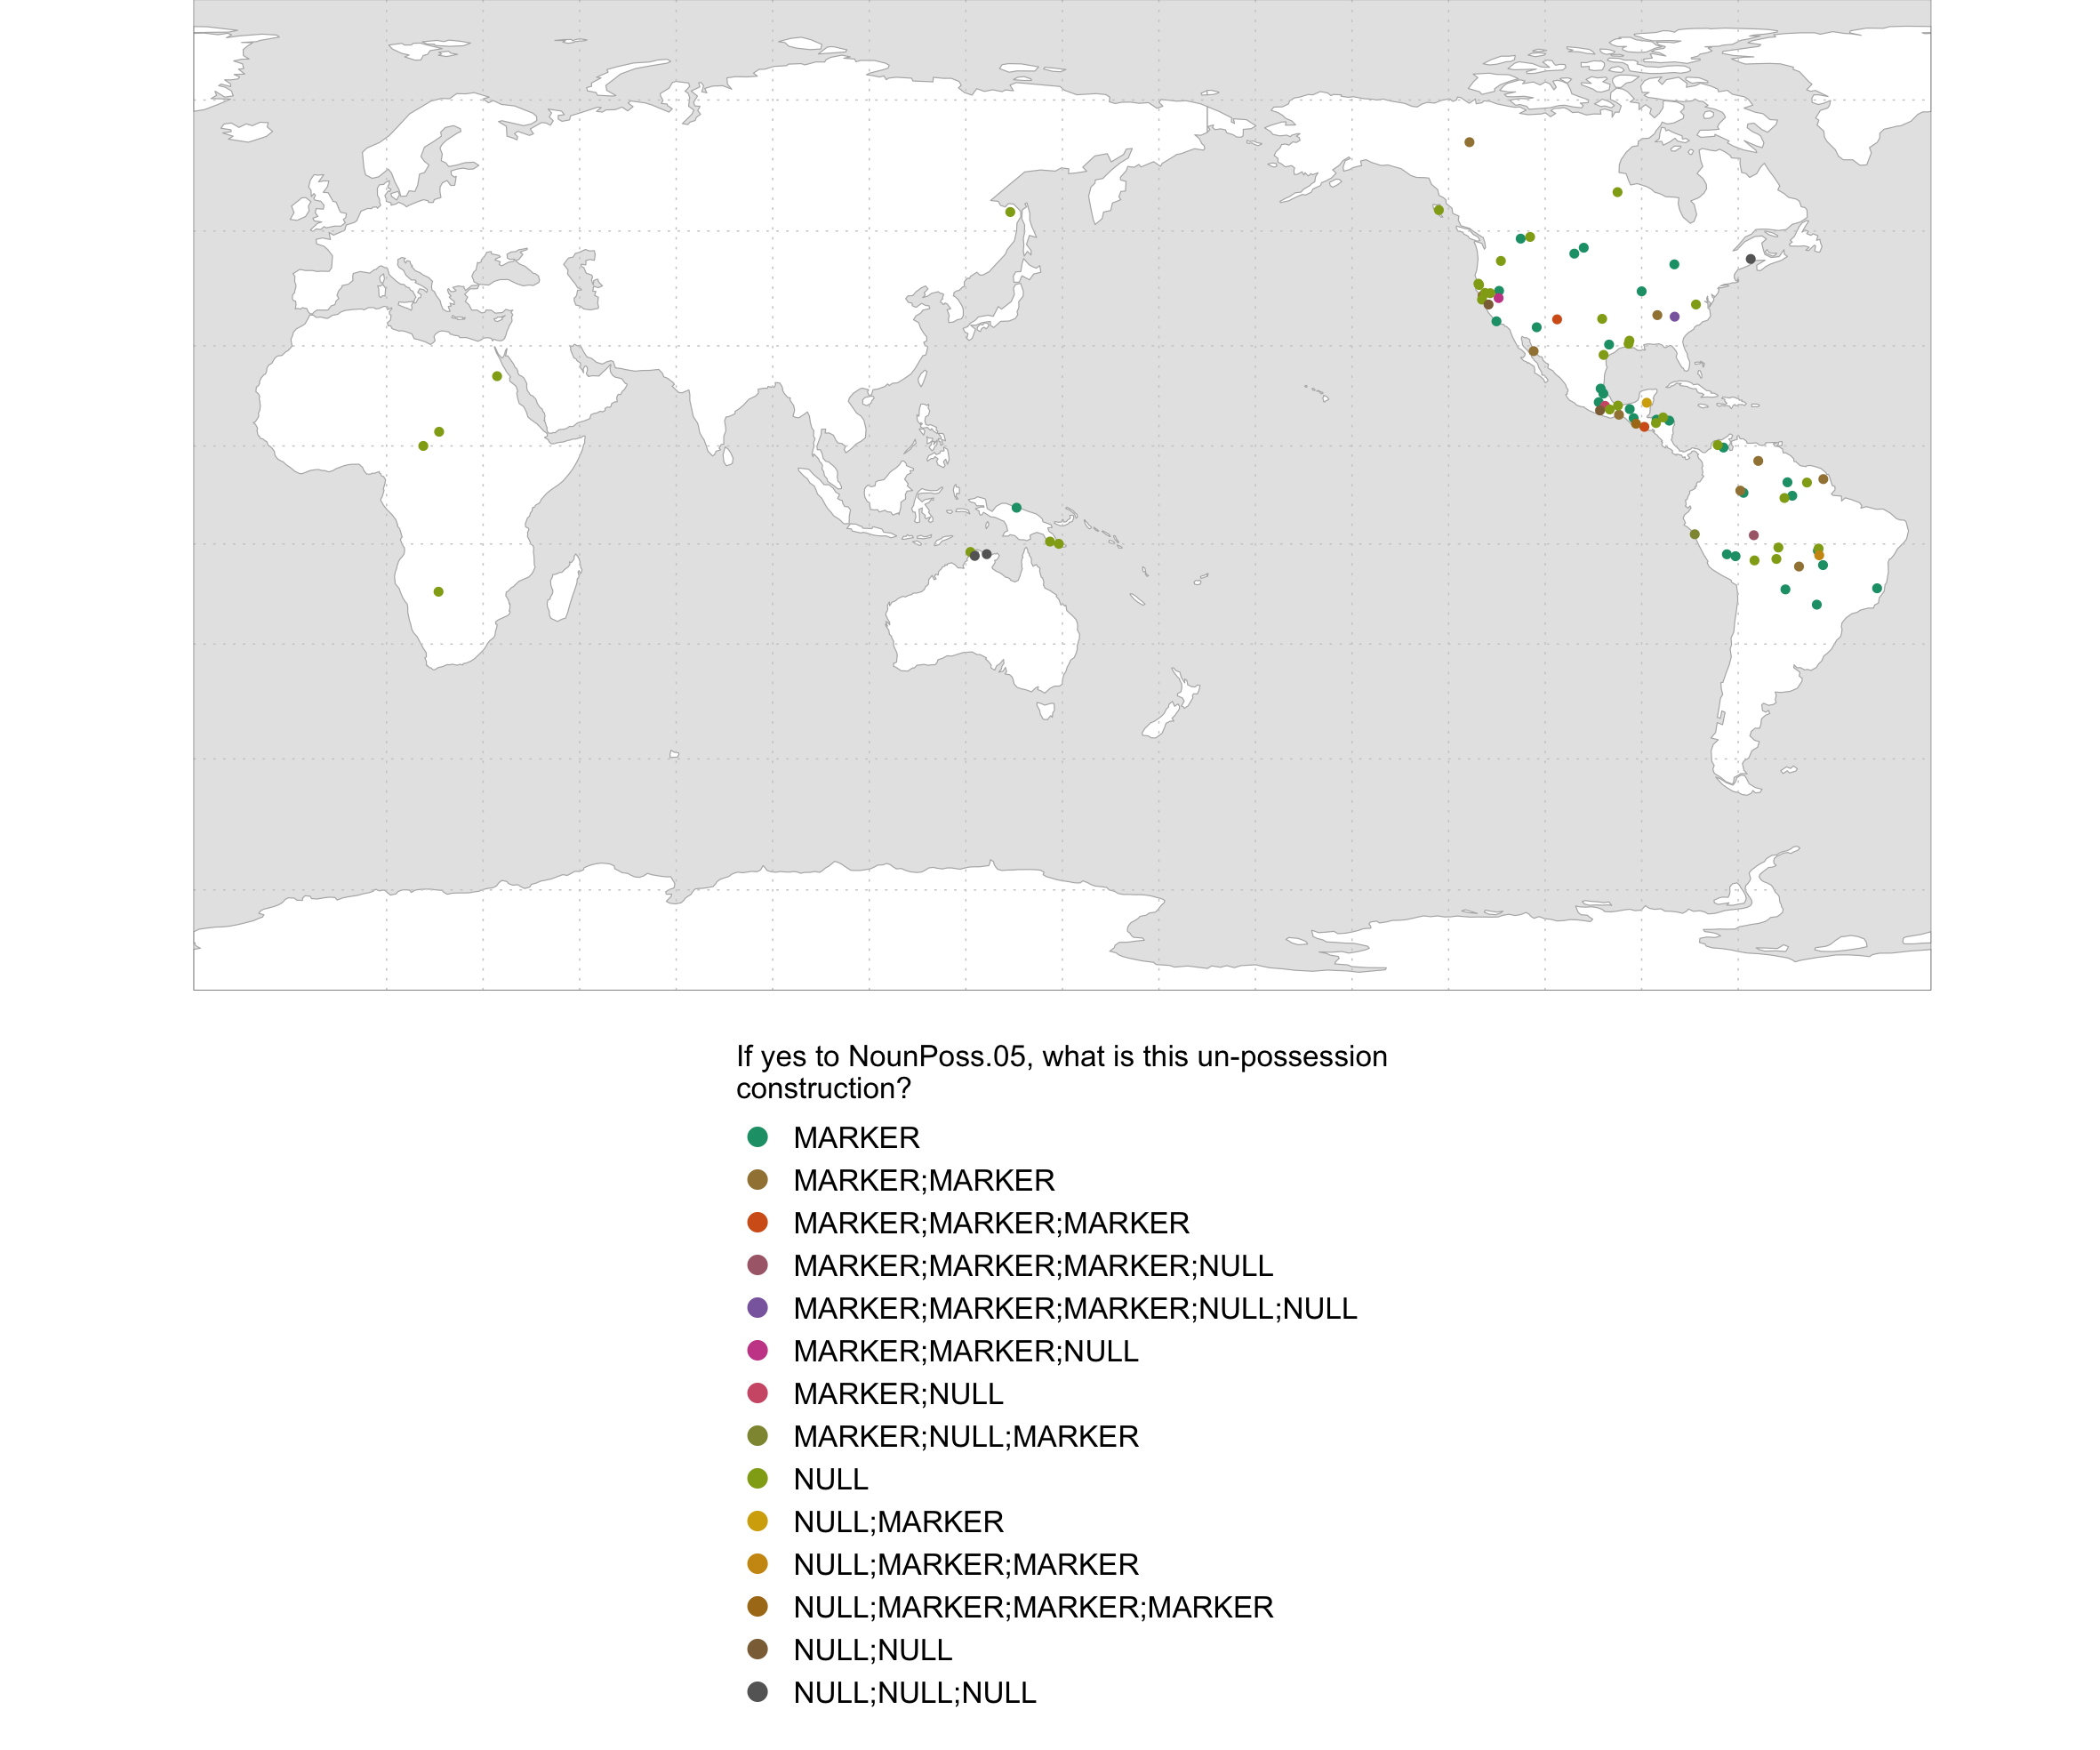 If yes to NounPoss.05, what is this un-possession
construction?
MARKER
MARKER;MARKER
MARKER;MARKER;MARKER
MARKER;MARKER;MARKER;NULL
MARKER;MARKER;MARKER;NULL;NULL
MARKER;MARKER;NULL
MARKER;NULL
MARKER;NULL;MARKER
NULL
NULL;MARKER
NULL;MARKER;MARKER
NULL;MARKER;MARKER;MARKER
NULL;NULL
NULL;NULL;NULL